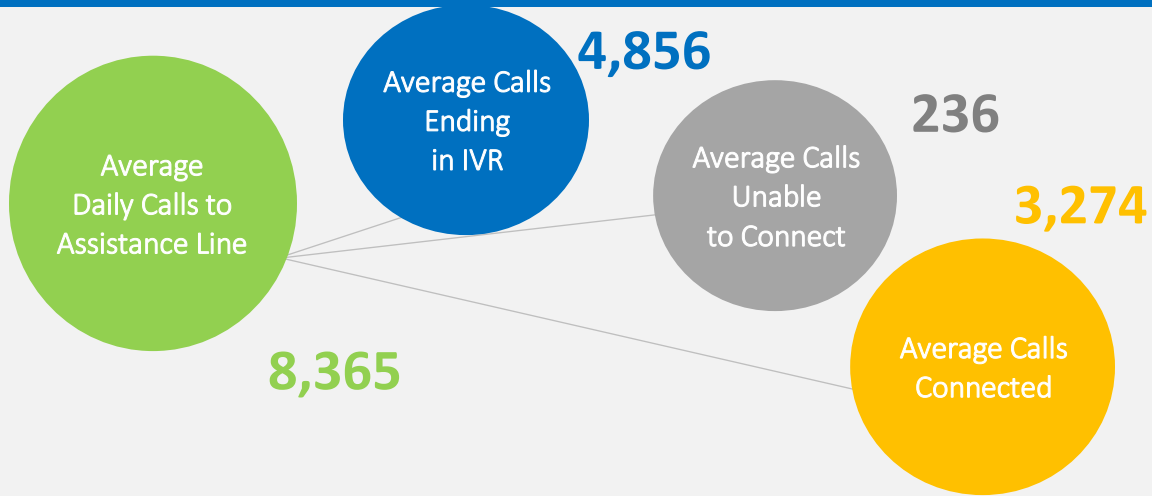 Average
Daily Calls to
Assistance Line
8,365
Average Calls
Ending
in IVR
4,856
Average Calls
Unable
to Connect
236
Average Calls
Connected
3,274